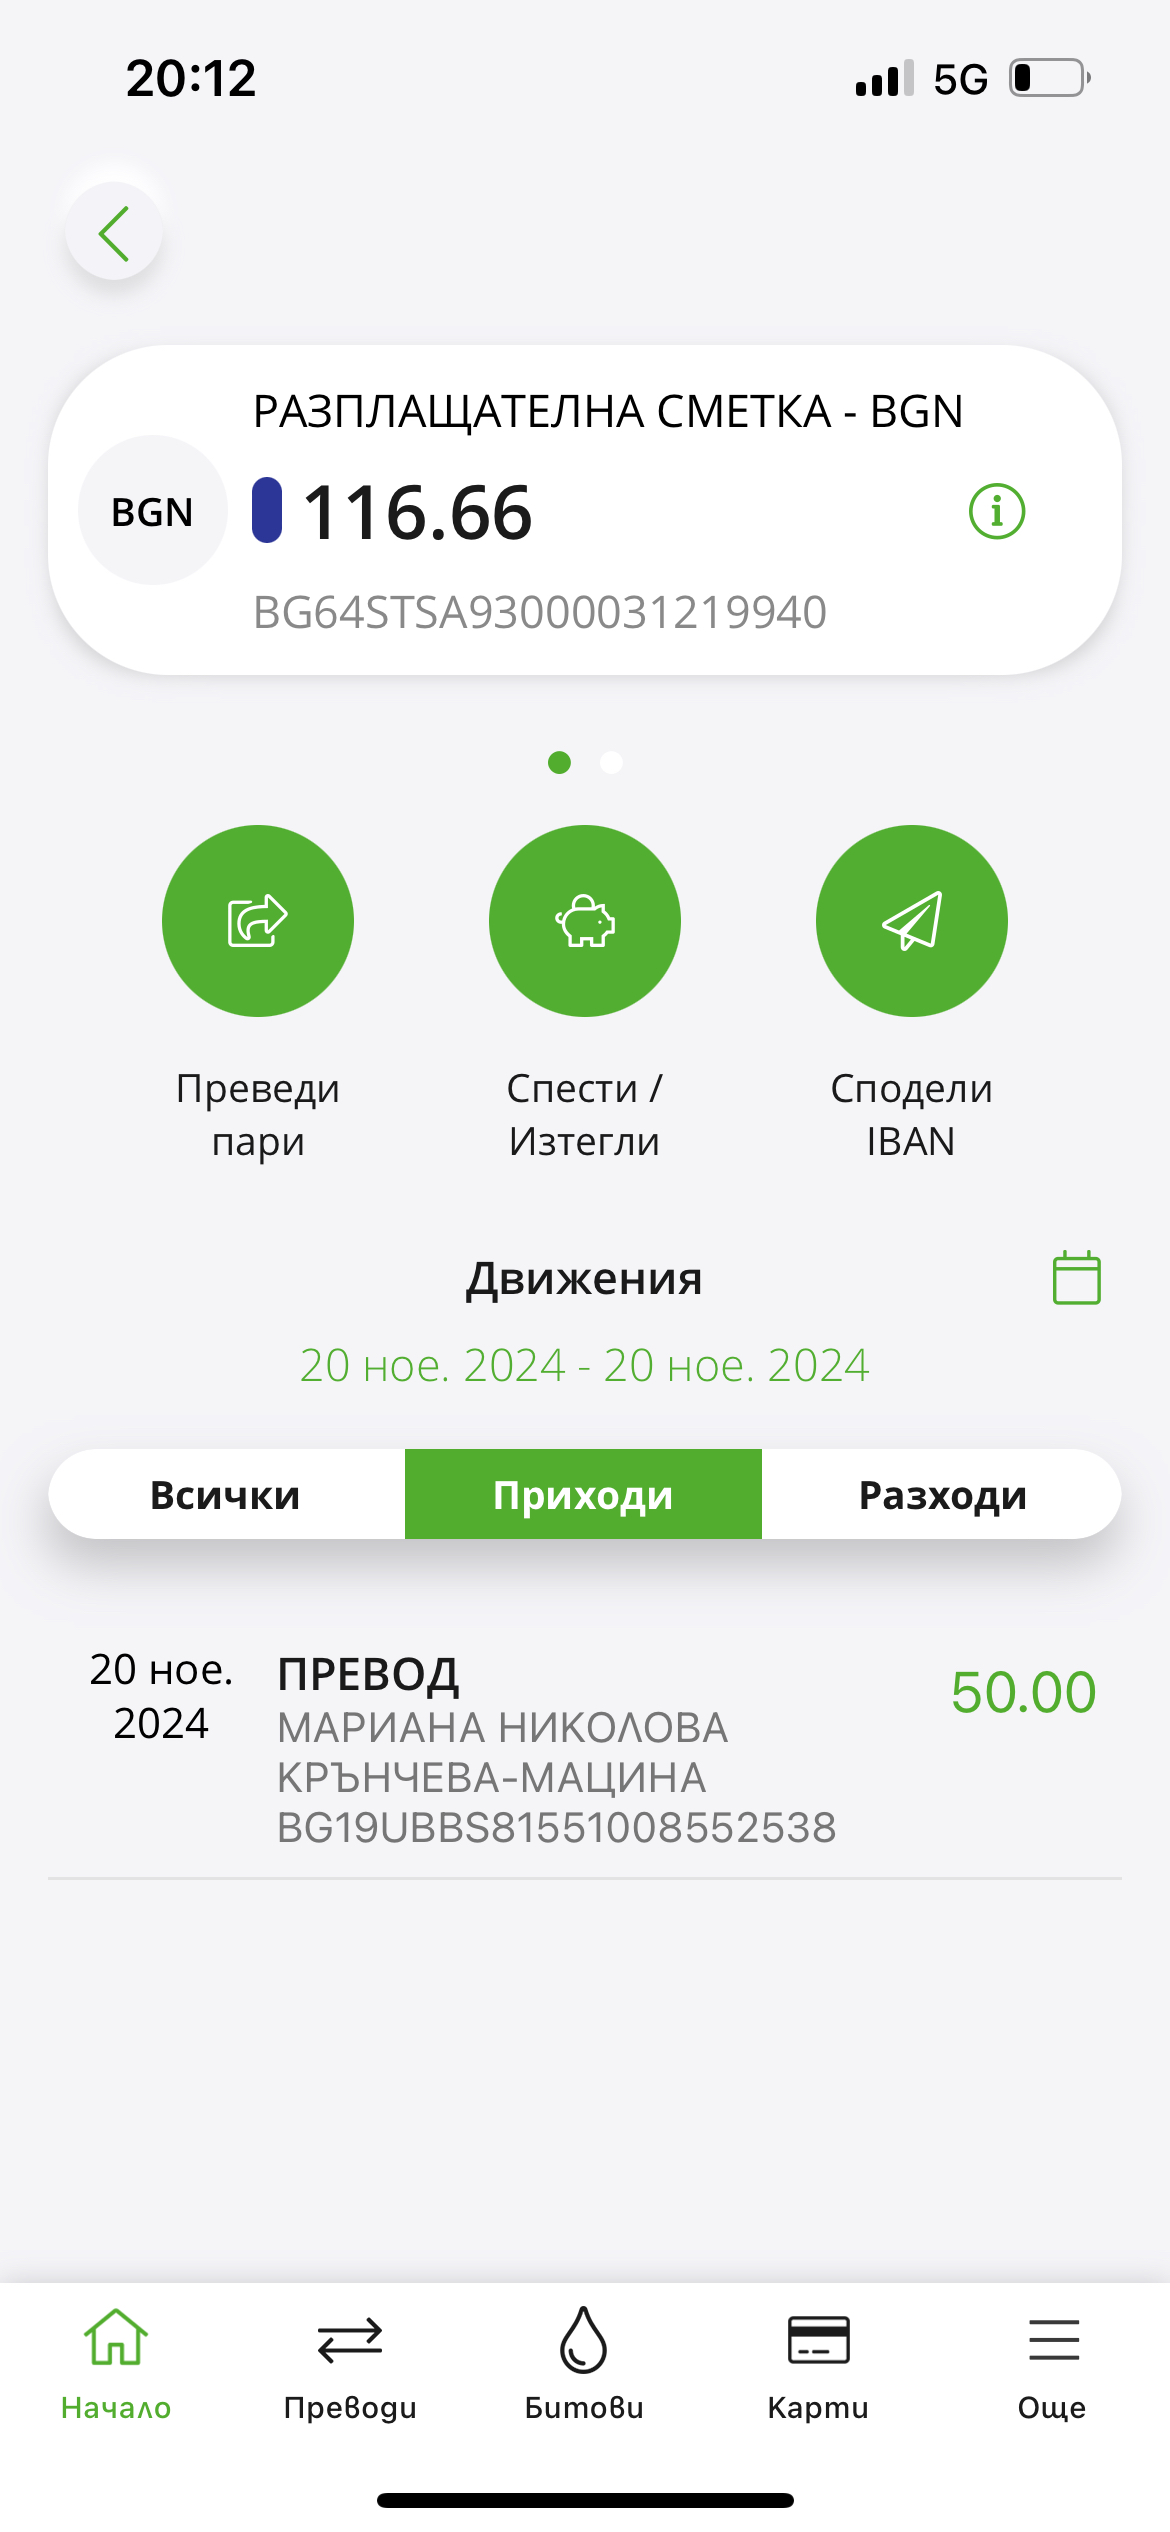 20:12
5G
РАЗПЛАЩАТЕЛНА СМЕТКА - BGN
BGN
116.66
BG64STSA93000031219940
Преведи
пари
Спести /
Изтегли
Сподели
IBAN
Движения
20 ное. 2024 - 20 ное. 2024
Всички
Приходи
Разходи
20 ное.
2024
ПРЕВОД
МАРИАНА НИКОЛОВА
КРЪНЧЕВА-МАЦИНА
BG19UBBS81551008552538
50.00
Начало
Преводи
Битови
Карти
Още